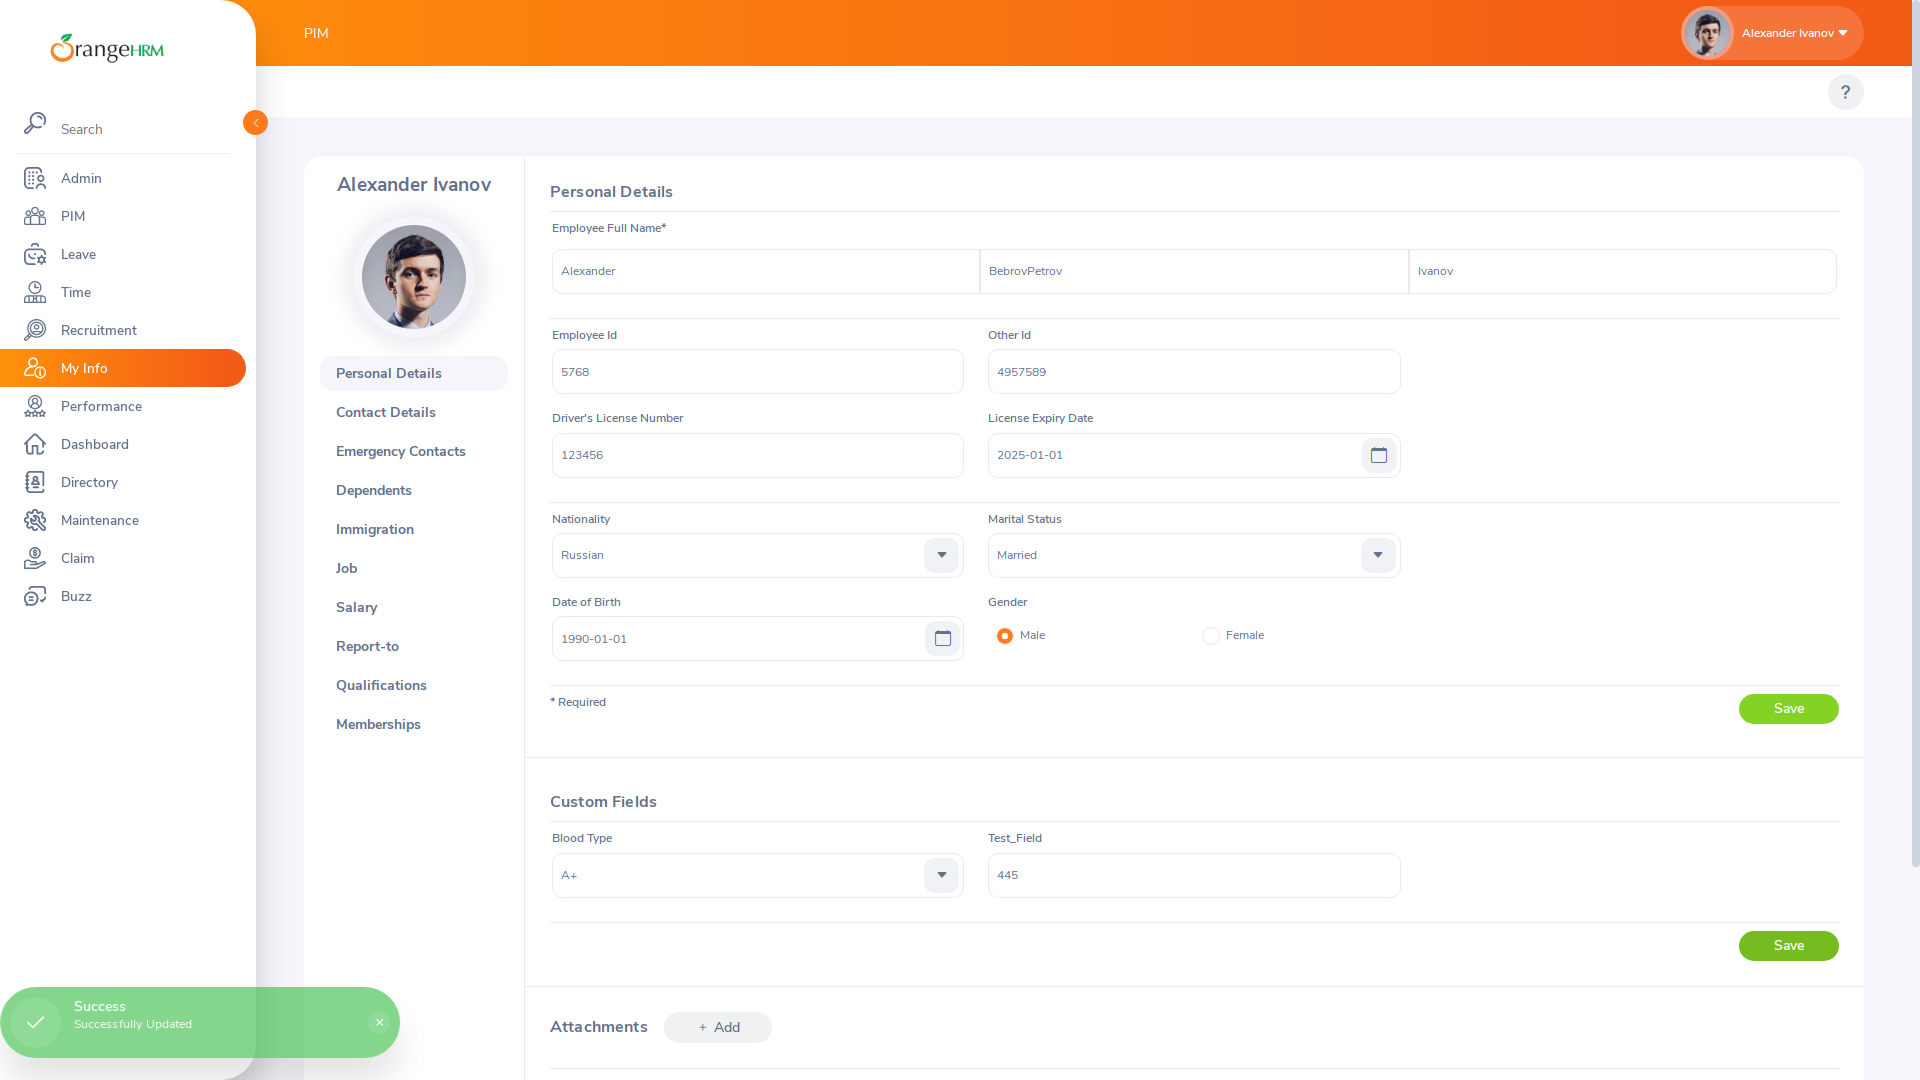 OrangeHRM
PIM
Alexander Ivanov
?
Search
Admin
PIM
Leave
Time
Recruitment
My Info
Performance
Dashboard
Directory
Maintenance
Claim
Buzz
Alexander Ivanov
Personal Details
Contact Details
Emergency Contacts
Dependents
Immigration
Job
Salary
Report-to
Qualifications
Memberships
Personal Details
Employee Full Name*
Alexander BebrovPetrov Ivanov
Employee Id Other Id
5768 4957589
Driver's License Number License Expiry Date
123456 2025-01-01
Nationality Marital Status
Russian Married
Date of Birth Gender
1990-01-01 Male Female
* Required
Save
Custom Fields
Blood Type Test_Field
A+ 445
Save
Attachments + Add
Success
Successfully Updated